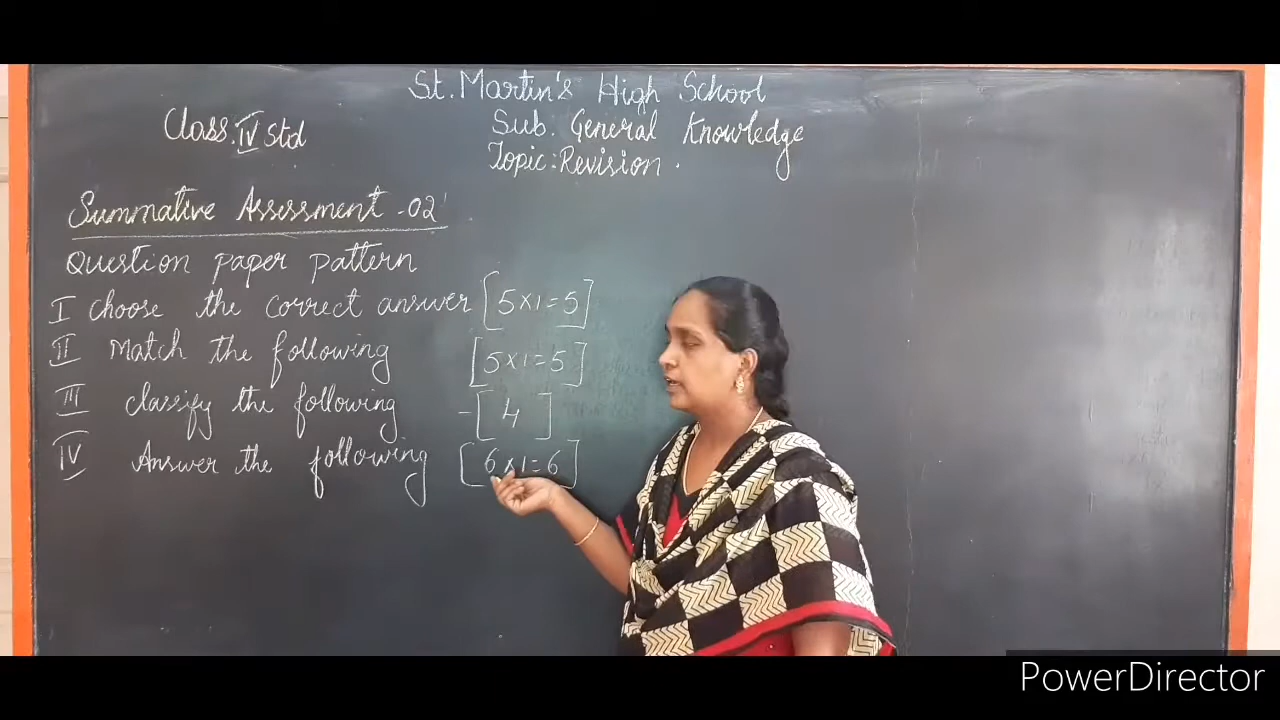 St. Martin's High School
Class. IV Std
Sub. General Knowledge
Topic: Revision.
Summative Assessment -02
Question paper pattern
I choose the correct answer [5×1=5]
II Match the following [5×1=5]
III classify the following -[4]
IV Answer the following [6×1=6]
PowerDirector